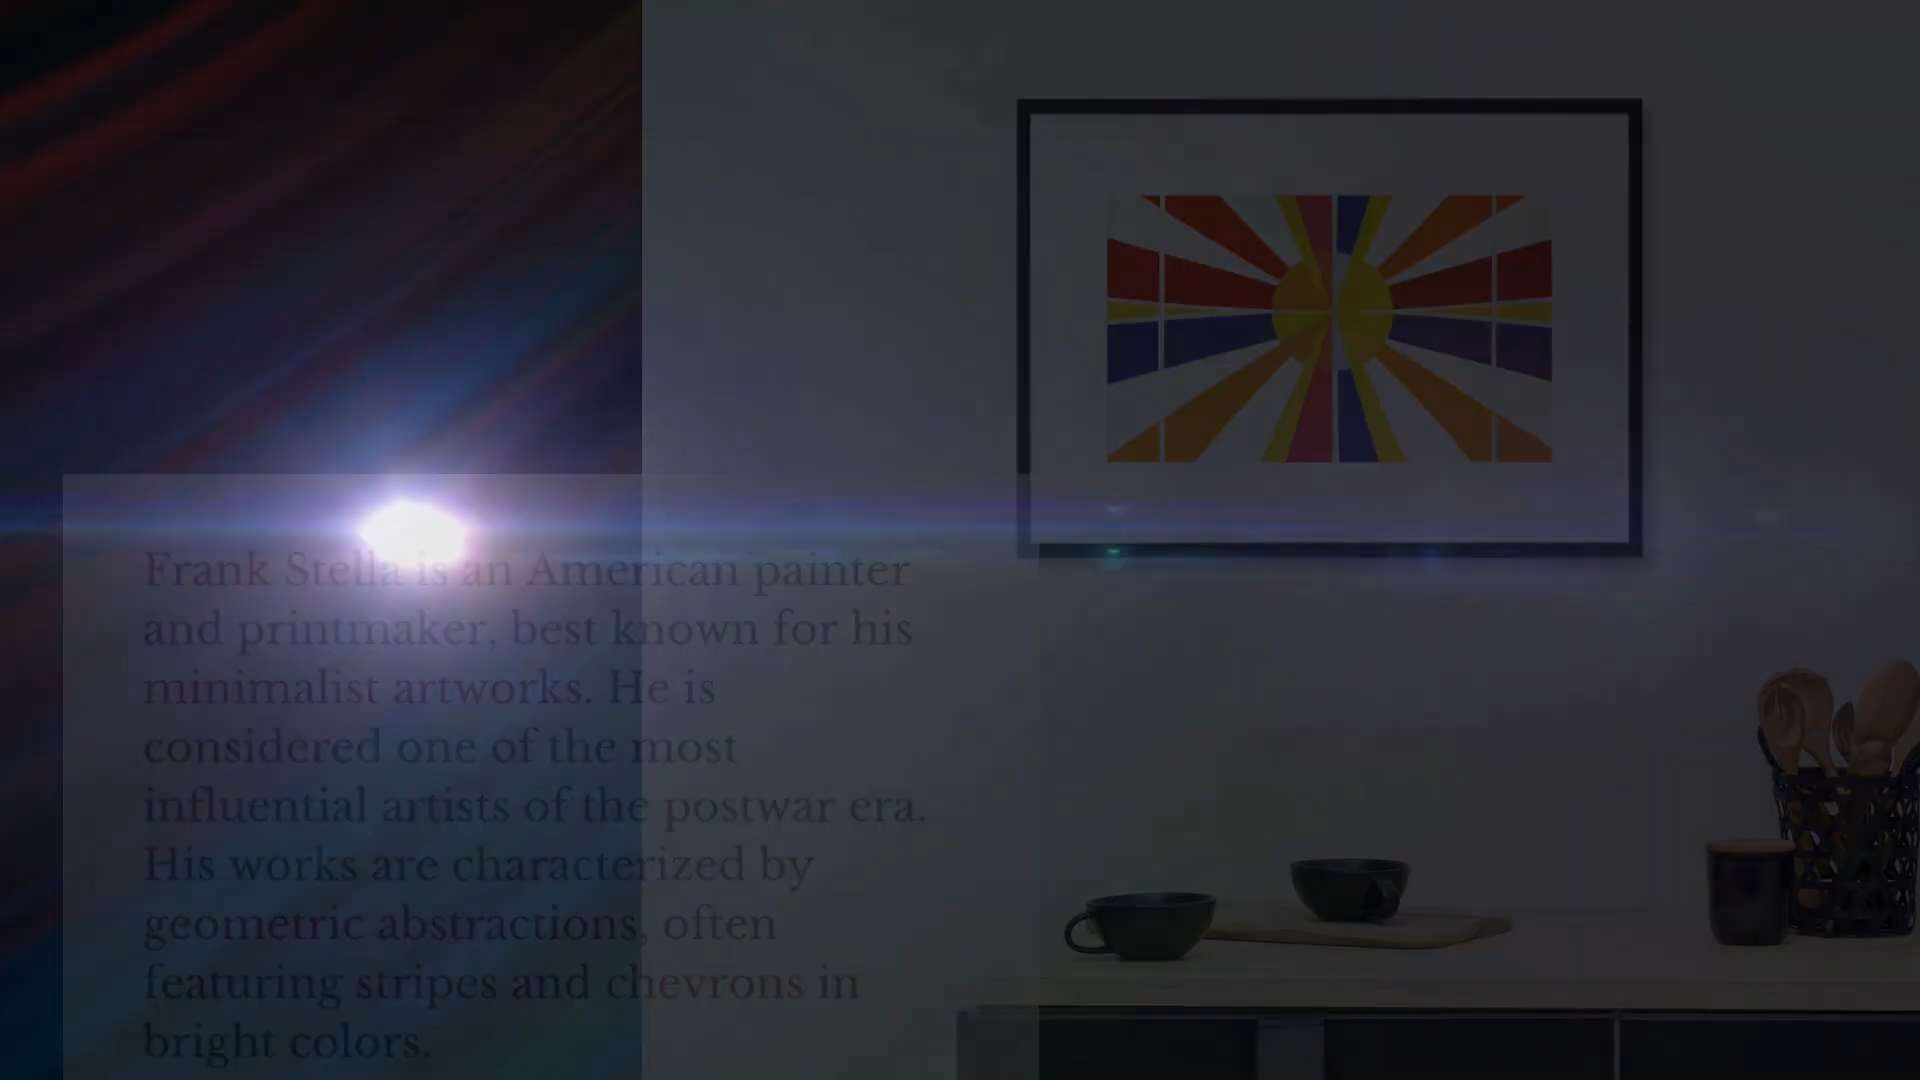 Frank Stella is an American painter
and printmaker, best known for his
minimalist artworks. He is
considered one of the most
influential artists of the postwar era.
His works are characterized by
geometric abstractions, often
featuring stripes and chevrons in
bright colors.